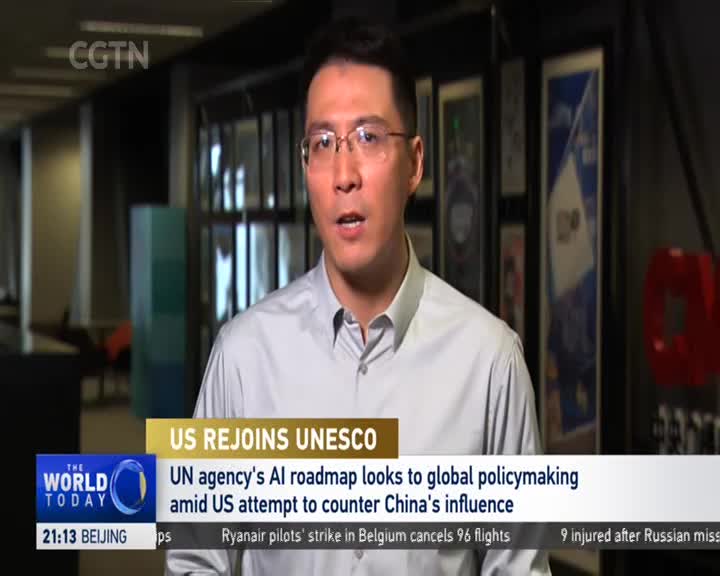 CGTN
US REJOINS UNESCO
UN agency's AI roadmap looks to global policymaking
amid US attempt to counter China's influence
THE
WORLD
TODAY
21:13 BEIJING
Ryanair pilots' strike in Belgium cancels 96 flights
9 injured after Russian miss